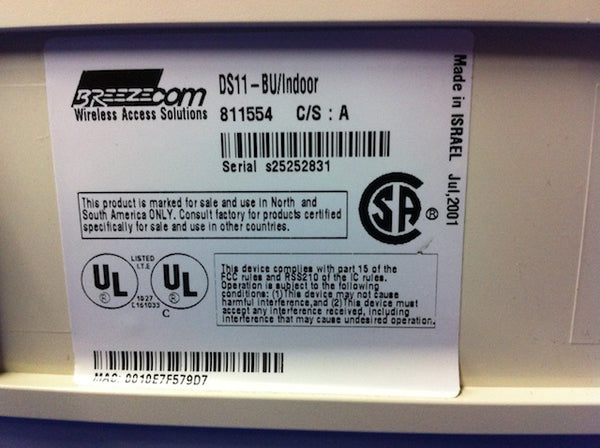 BREEZECOM
Wireless Access Solutions
DS11-BU/Indoor
811554 C/S : A
Serial s25252831
Made in ISRAEL Jul,2001
This product is marked for sale and use in North and
South America ONLY. Consult factory for products certified
specifically for sale and use in other countries.
SA ®
LISTED
I.T.E
UL ® UL ®
C
This device complies with part 15 of the
FCC rules and RSS210 of the IC rules.
Operation is subject to the following
conditions: (1)This device may not cause
harmful interference,and (2)This device must
accept any interference received, including
interference that may cause undesired operation.
MAC: 0010E7F579D7